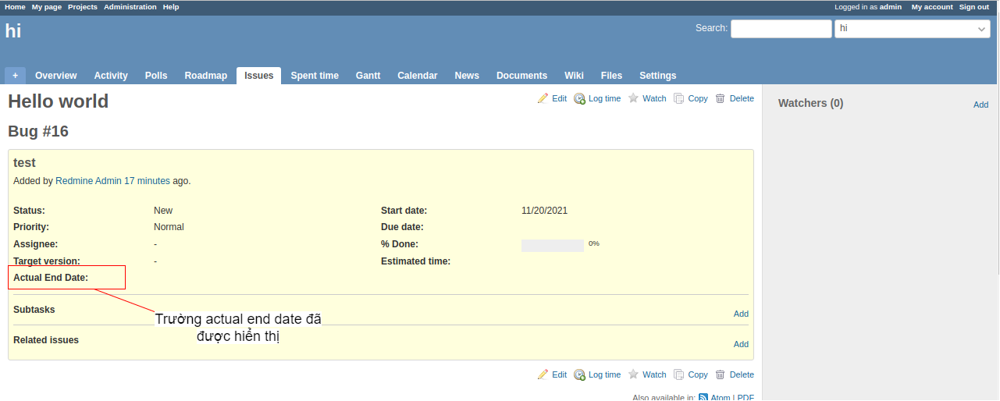 Home My page Projects Administration Help Logged in as admin My account Sign out
hi Search: hi
+ Overview Activity Polls Roadmap Issues Spent time Gantt Calendar News Documents Wiki Files Settings
Hello world Edit Log time Watch Copy Delete Watchers (0) Add
Bug #16
test
Added by Redmine Admin 17 minutes ago.
Status: New Start date: 11/20/2021
Priority: Normal Due date:
Assignee: - % Done: 0%
Target version: - Estimated time:
Actual End Date:
Subtasks Add
Trường actual end date đã
được hiển thị
Related issues Add
Edit Log time Watch Copy Delete
Also available in: Atom | PDF